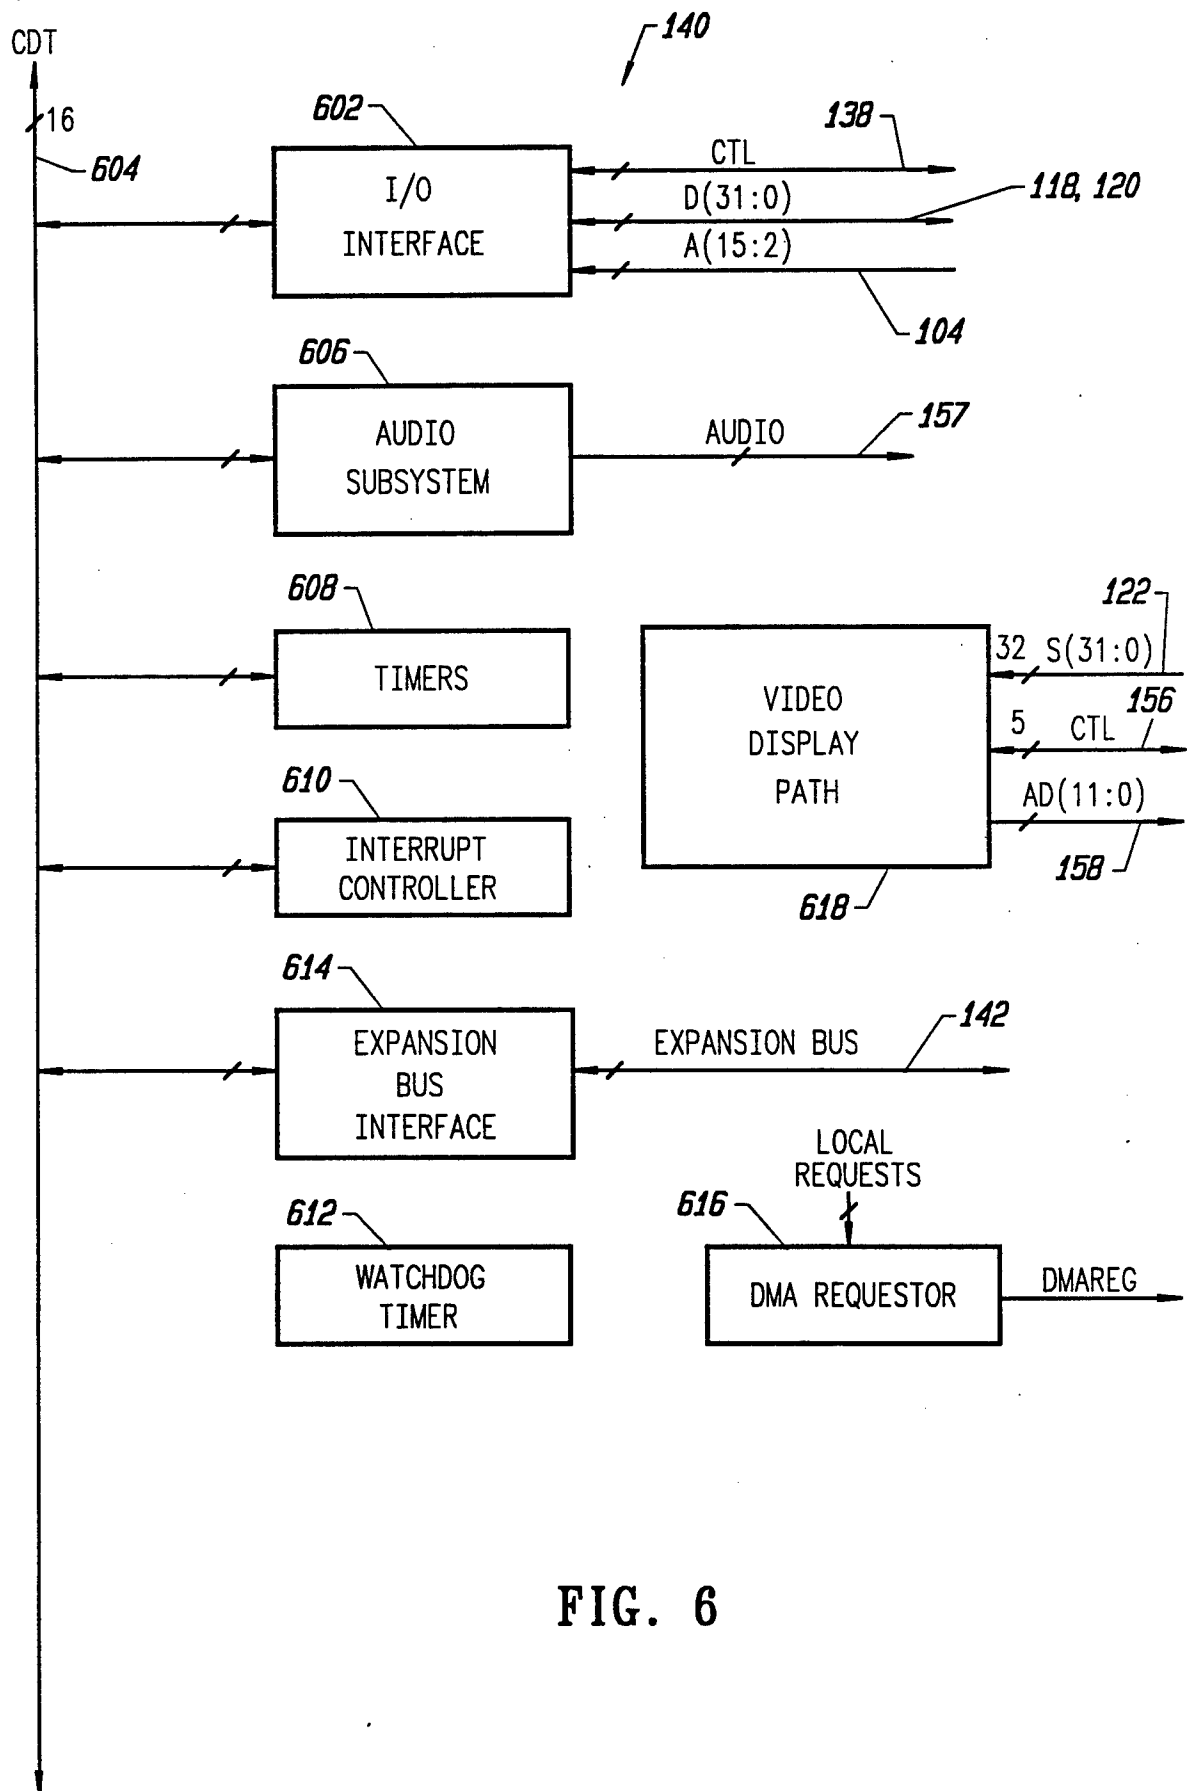 140
CDT
16
604
602
I/O
INTERFACE
138
CTL
D(31:0)
118, 120
A(15:2)
104
606
AUDIO
SUBSYSTEM
AUDIO
157
608
TIMERS
122
32 S(31:0)
156
5 CTL
AD(11:0)
158
VIDEO
DISPLAY
PATH
618
610
INTERRUPT
CONTROLLER
614
EXPANSION
BUS
INTERFACE
EXPANSION BUS
142
LOCAL
REQUESTS
612
WATCHDOG
TIMER
616
DMA REQUESTOR
DMAREG
FIG. 6